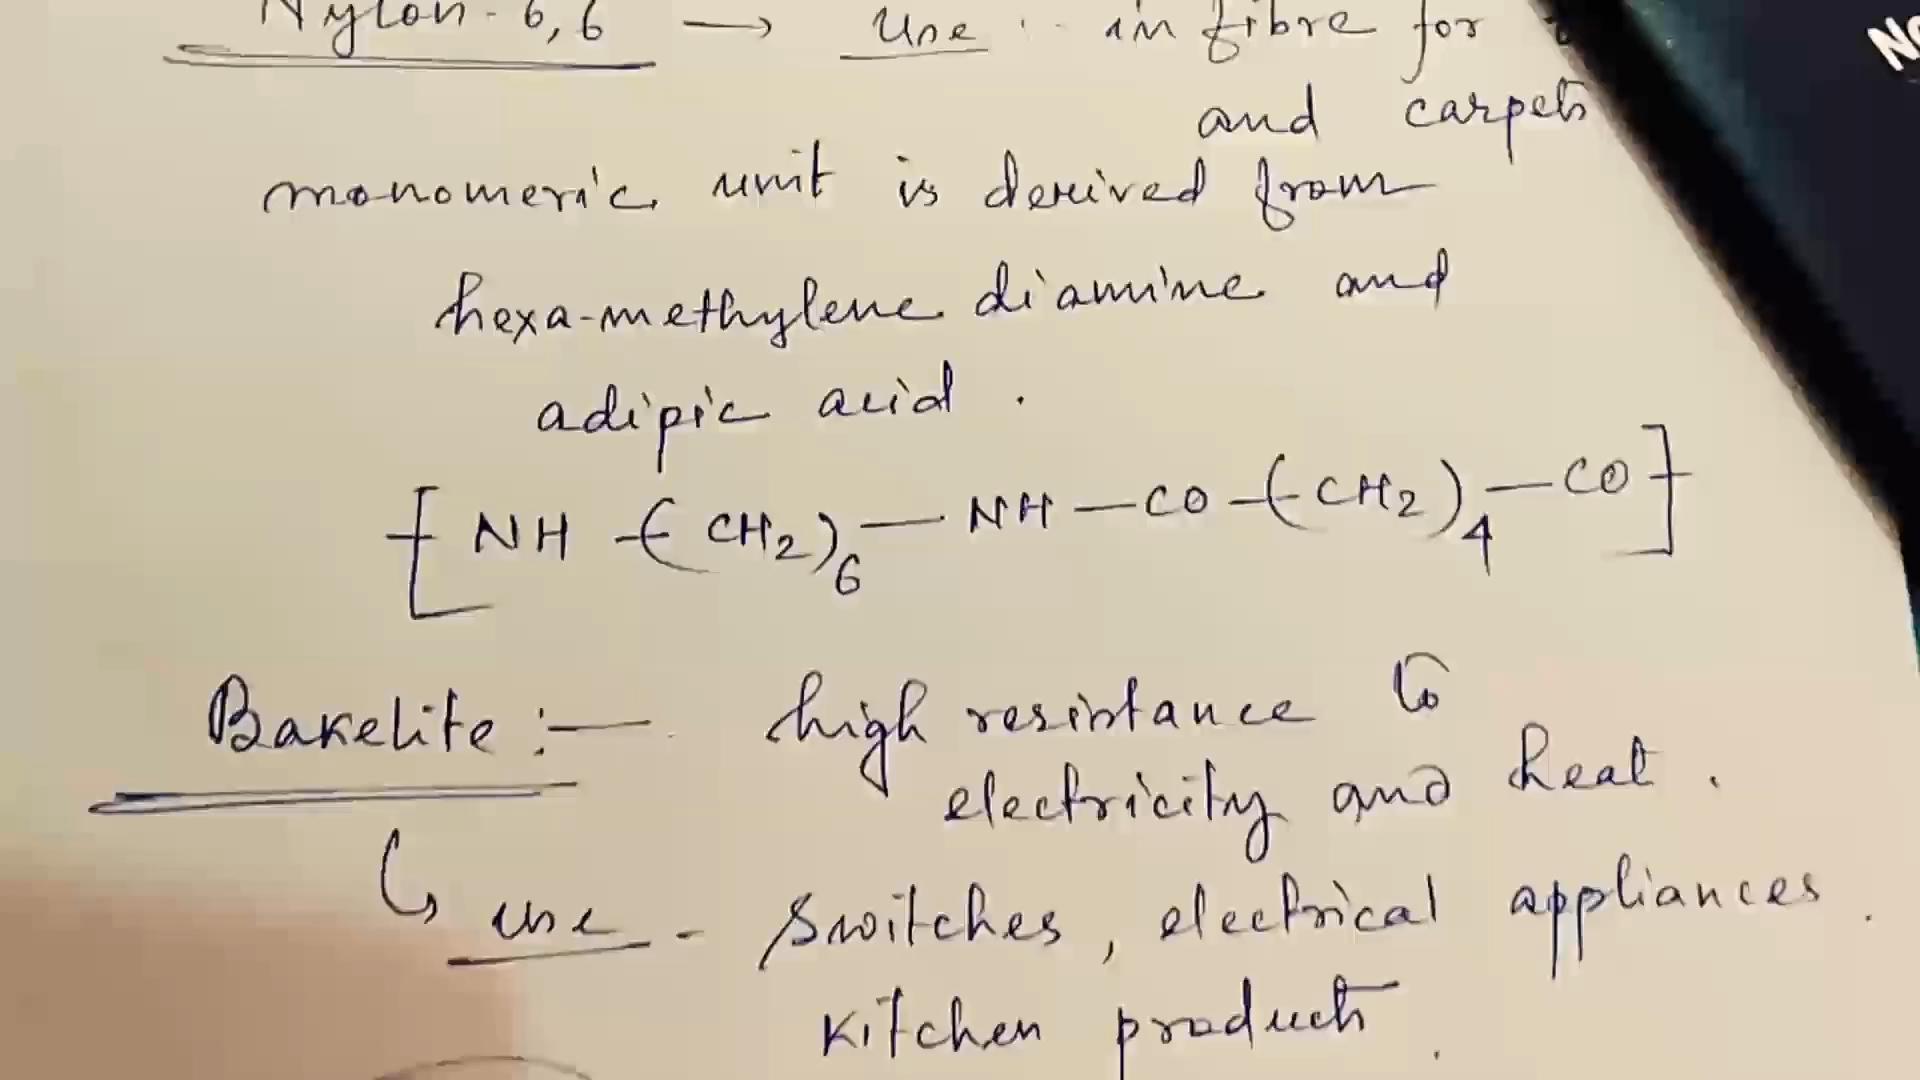 Nylon-6,6 → Use :- in fibre for
and carpets
monomeric unit is derived from
hexa-methylene diamine and
adipic acid .
[ NH -( CH2)6 — NH — CO -( CH2)4 — CO ]
Bakelite :— high resistance to
electricity and heat .
↳ use - switches , electrical appliances .
kitchen products .